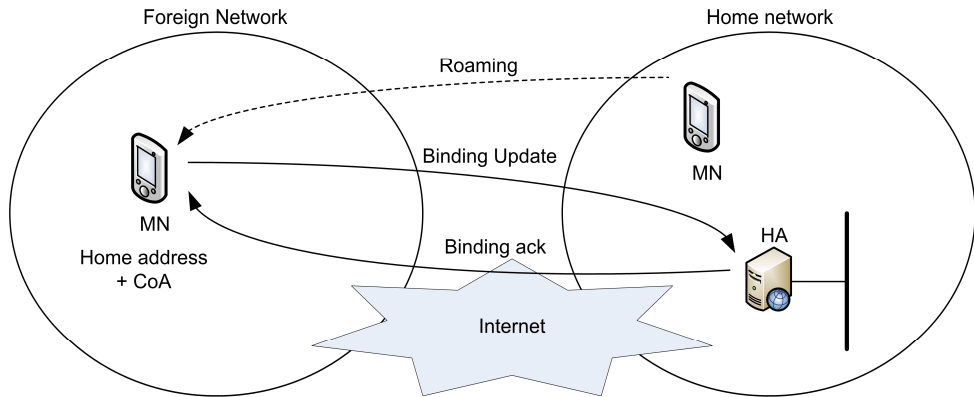 Foreign Network
Home network
Roaming
MN
Binding Update
MN
Home address
+ CoA
Binding ack
HA
Internet